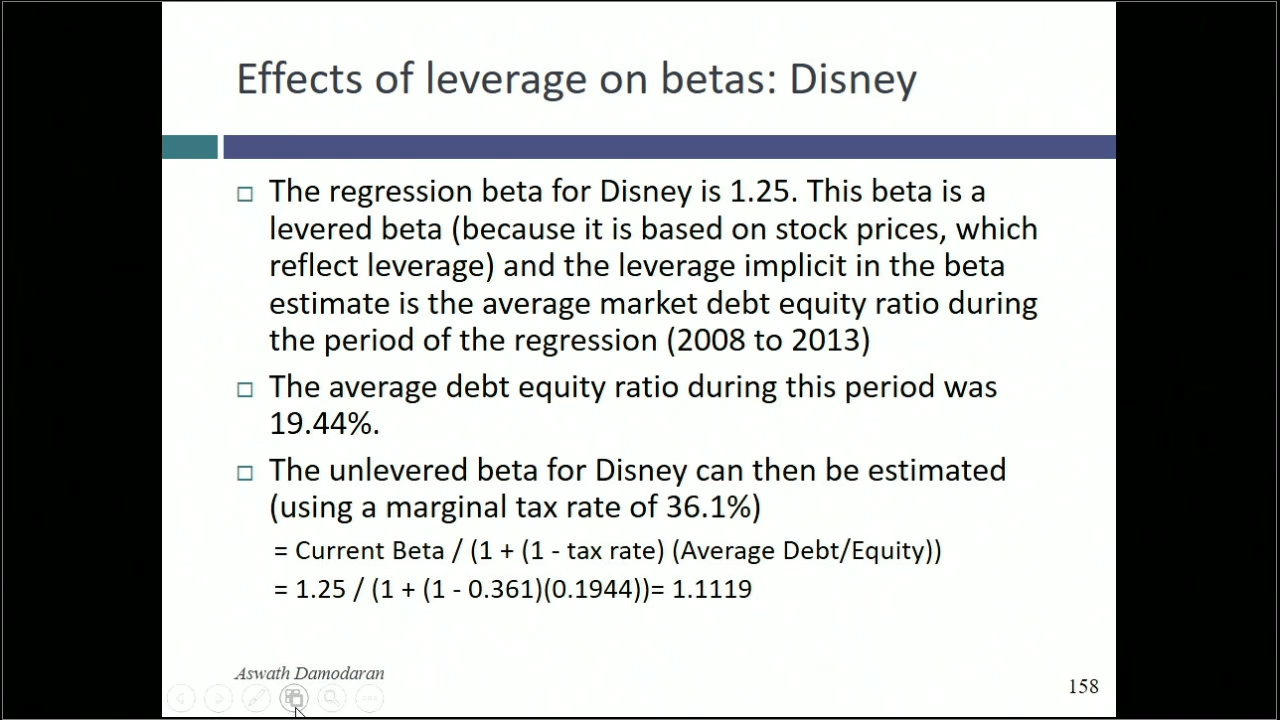 Effects of leverage on betas: Disney
The regression beta for Disney is 1.25. This beta is a
levered beta (because it is based on stock prices, which
reflect leverage) and the leverage implicit in the beta
estimate is the average market debt equity ratio during
the period of the regression (2008 to 2013)
The average debt equity ratio during this period was
19.44%.
The unlevered beta for Disney can then be estimated
(using a marginal tax rate of 36.1%)
= Current Beta / (1 + (1 - tax rate) (Average Debt/Equity))
= 1.25 / (1 + (1 - 0.361)(0.1944))= 1.1119
Aswath Damodaran
158